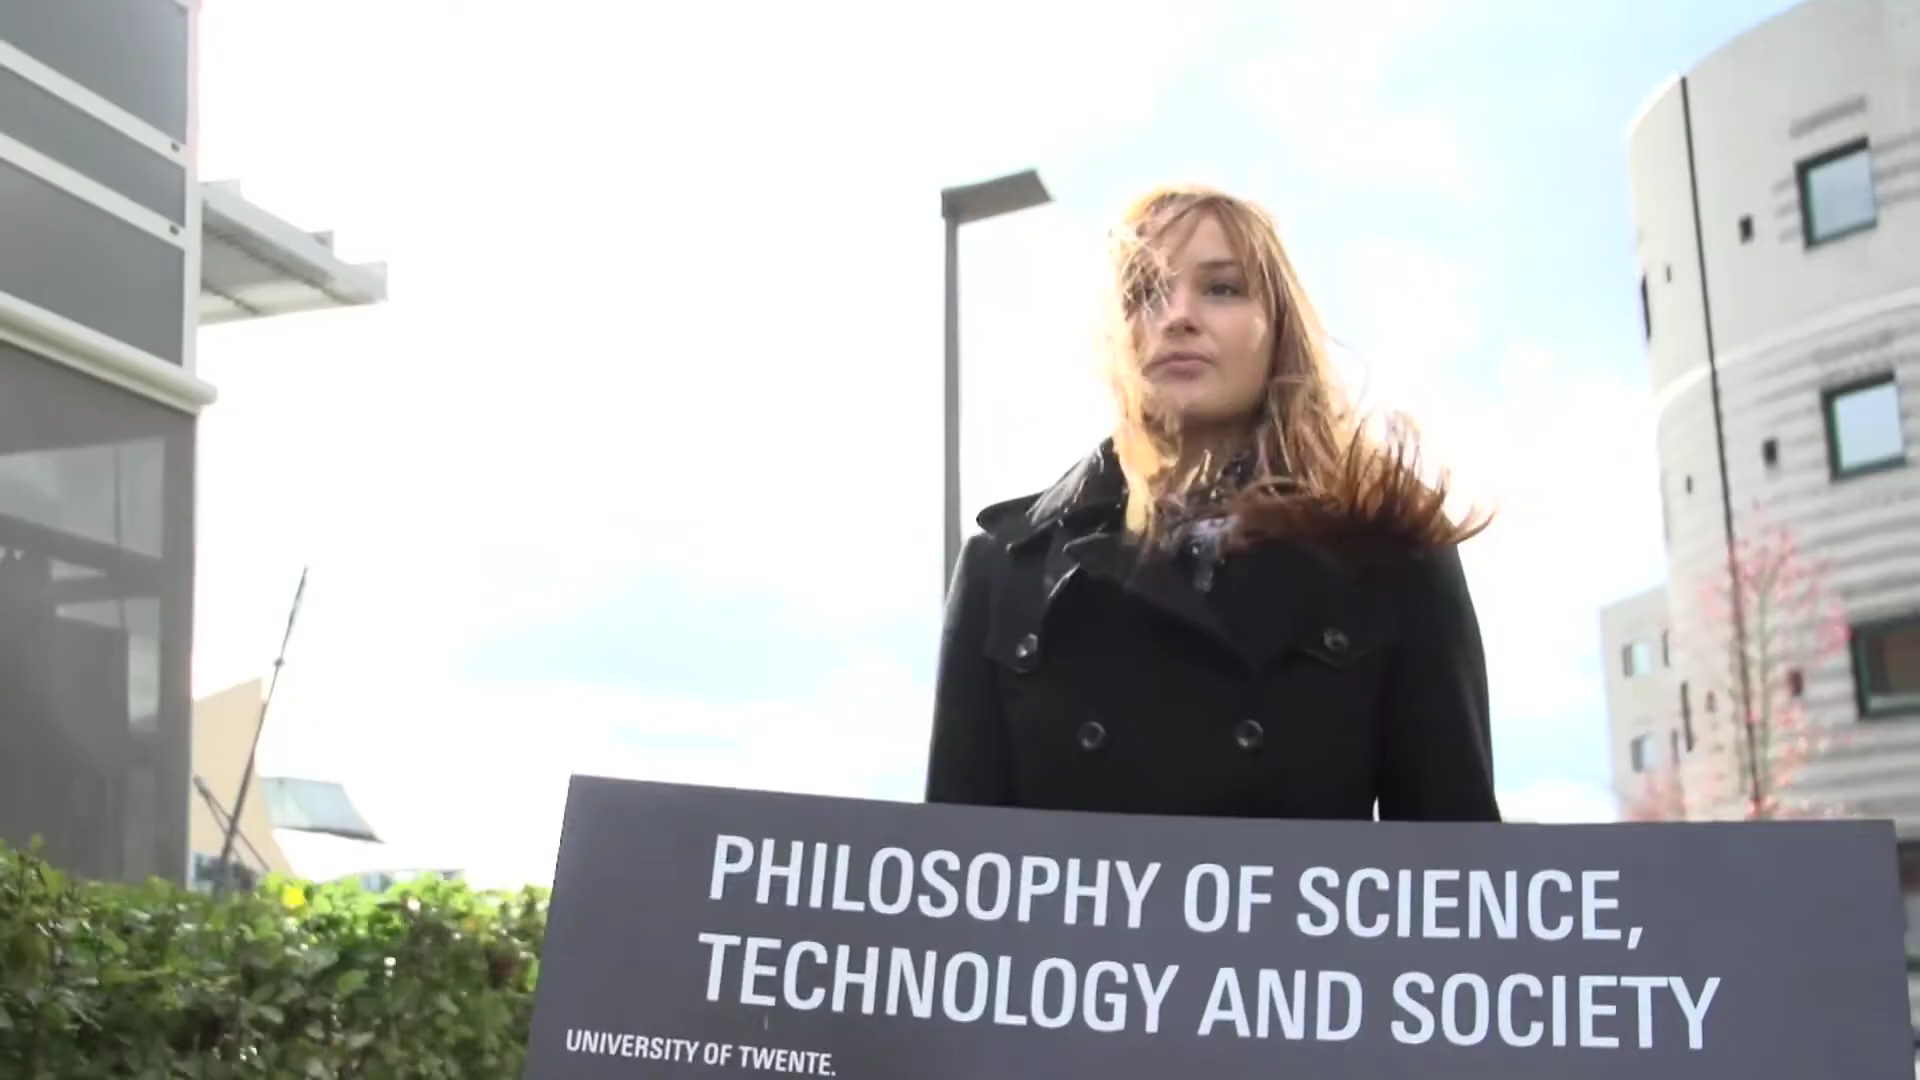 PHILOSOPHY OF SCIENCE,
TECHNOLOGY AND SOCIETY
UNIVERSITY OF TWENTE.